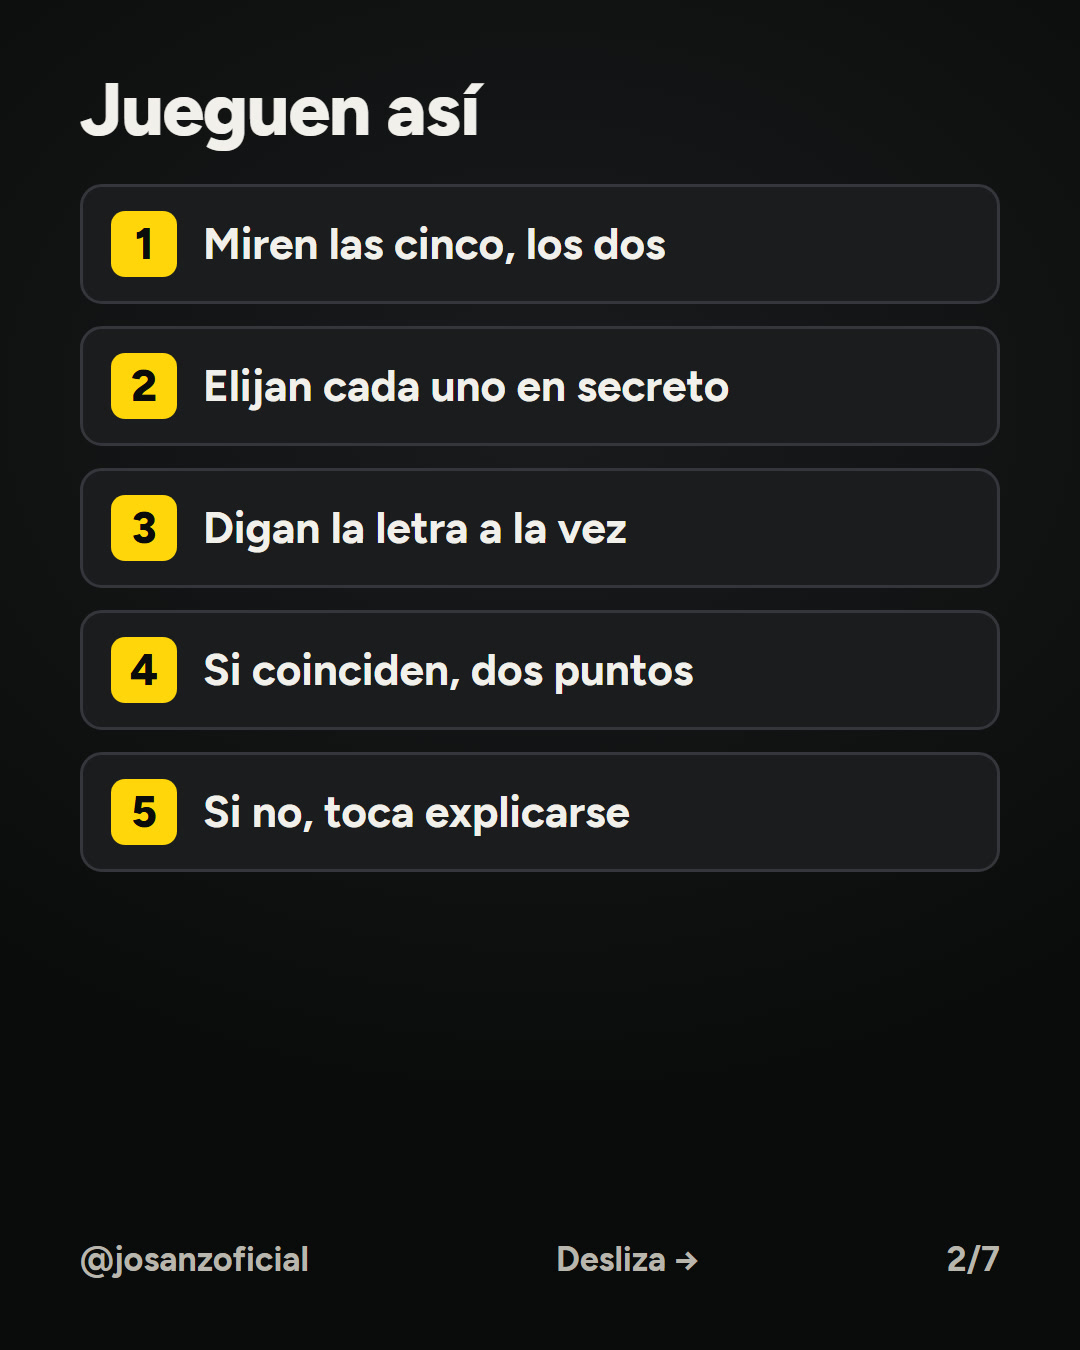 Jueguen así
1 Miren las cinco, los dos
2 Elijan cada uno en secreto
3 Digan la letra a la vez
4 Si coinciden, dos puntos
5 Si no, toca explicarse
@josanzoficial Desliza → 2/7